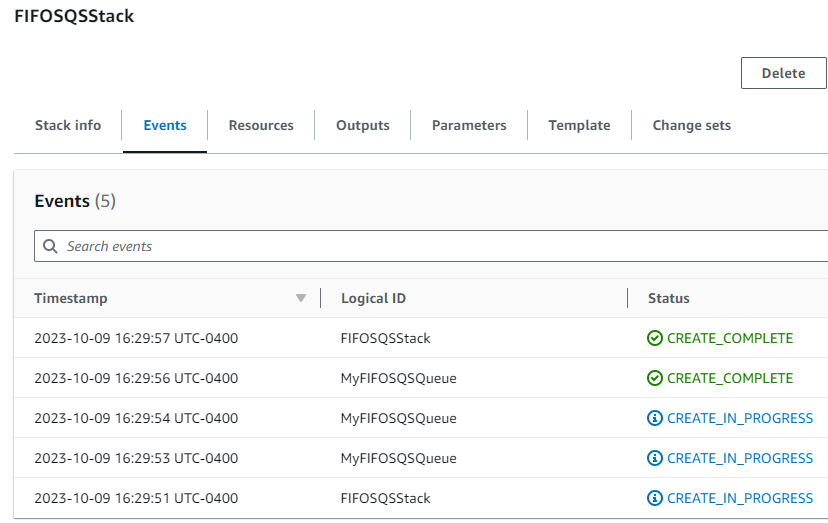 FIFOSQSStack
Delete
Stack info Events Resources Outputs Parameters Template Change sets
Events (5)
Search events
Timestamp Logical ID Status
2023-10-09 16:29:57 UTC-0400 FIFOSQSStack CREATE_COMPLETE
2023-10-09 16:29:56 UTC-0400 MyFIFOSQSQueue CREATE_COMPLETE
2023-10-09 16:29:54 UTC-0400 MyFIFOSQSQueue CREATE_IN_PROGRESS
2023-10-09 16:29:53 UTC-0400 MyFIFOSQSQueue CREATE_IN_PROGRESS
2023-10-09 16:29:51 UTC-0400 FIFOSQSStack CREATE_IN_PROGRESS